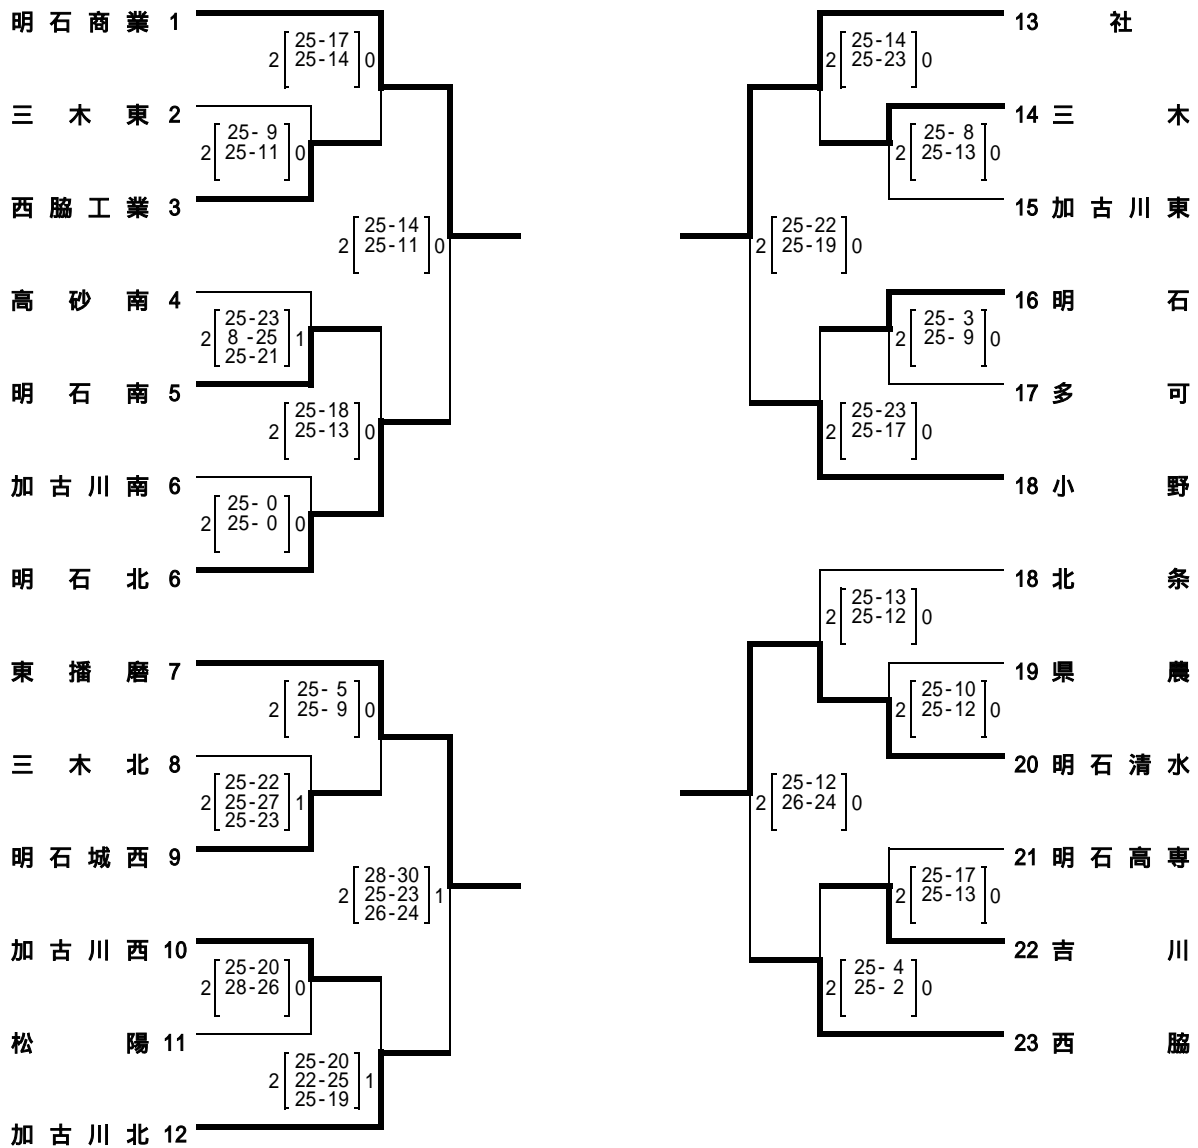 明石商業 1
25-17
2 25-14 0
三木東 2
25- 9
2 25-11 0
西脇工業 3
25-14
2 25-11 0
高砂南 4
25-23
2 8 -25 1
25-21
明石南 5
25-18
2 25-13 0
加古川南 6
25- 0
2 25- 0 0
明石北 6
東播磨 7
25- 5
2 25- 9 0
三木北 8
25-22
2 25-27 1
25-23
明石城西 9
28-30
2 25-23 1
26-24
加古川西 10
25-20
2 28-26 0
松陽 11
25-20
2 22-25 1
25-19
加古川北 12
13 社
25-14
2 25-23 0
14 三木
25- 8
2 25-13 0
15 加古川東
25-22
2 25-19 0
16 明石
25- 3
2 25- 9 0
17 多可
25-23
2 25-17 0
18 小野
18 北条
25-13
2 25-12 0
19 県農
25-10
2 25-12 0
20 明石清水
25-12
2 26-24 0
21 明石高専
25-17
2 25-13 0
22 吉川
25- 4
2 25- 2 0
23 西脇